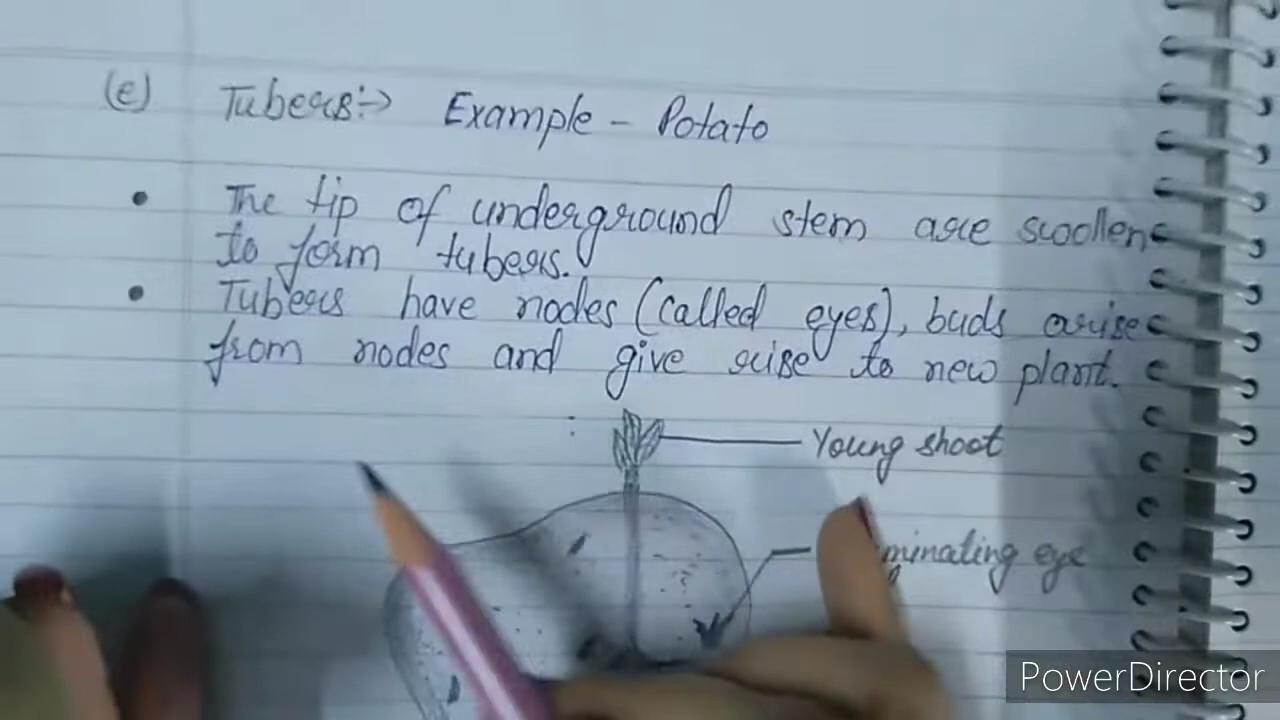 (e) Tubers:→ Example - Potato
• The tip of underground stem are swollen
to form tubers.
• Tubers have nodes (called eyes), buds arise
from nodes and give rise to new plant.
Young shoot
eye
PowerDirector